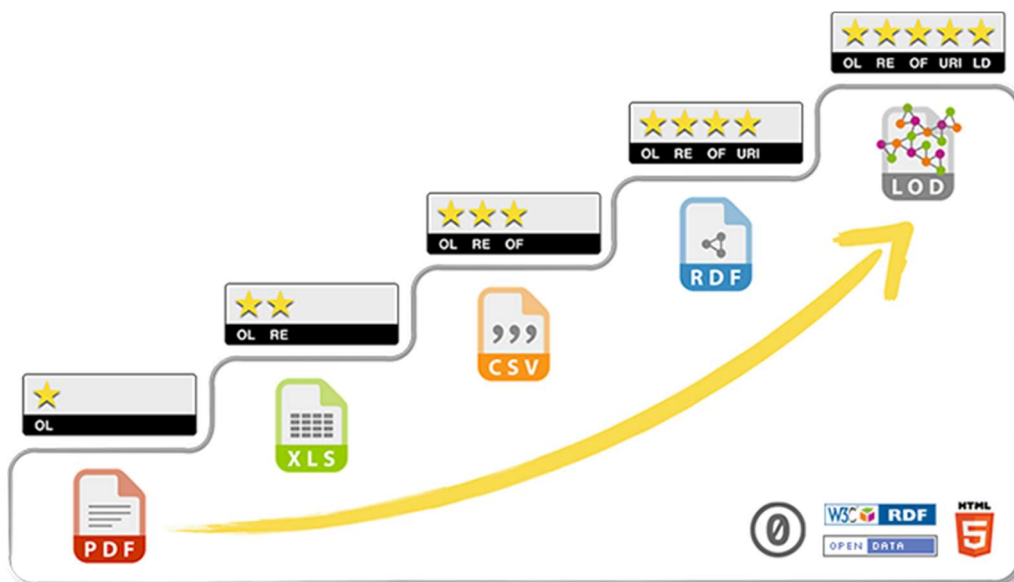 OL RE OF URI LD
LOD
OL RE OF URI
RDF
OL RE OF
CSV
OL RE
XLS
OL
PDF
0
W3C RDF
OPEN DATA
HTML
5